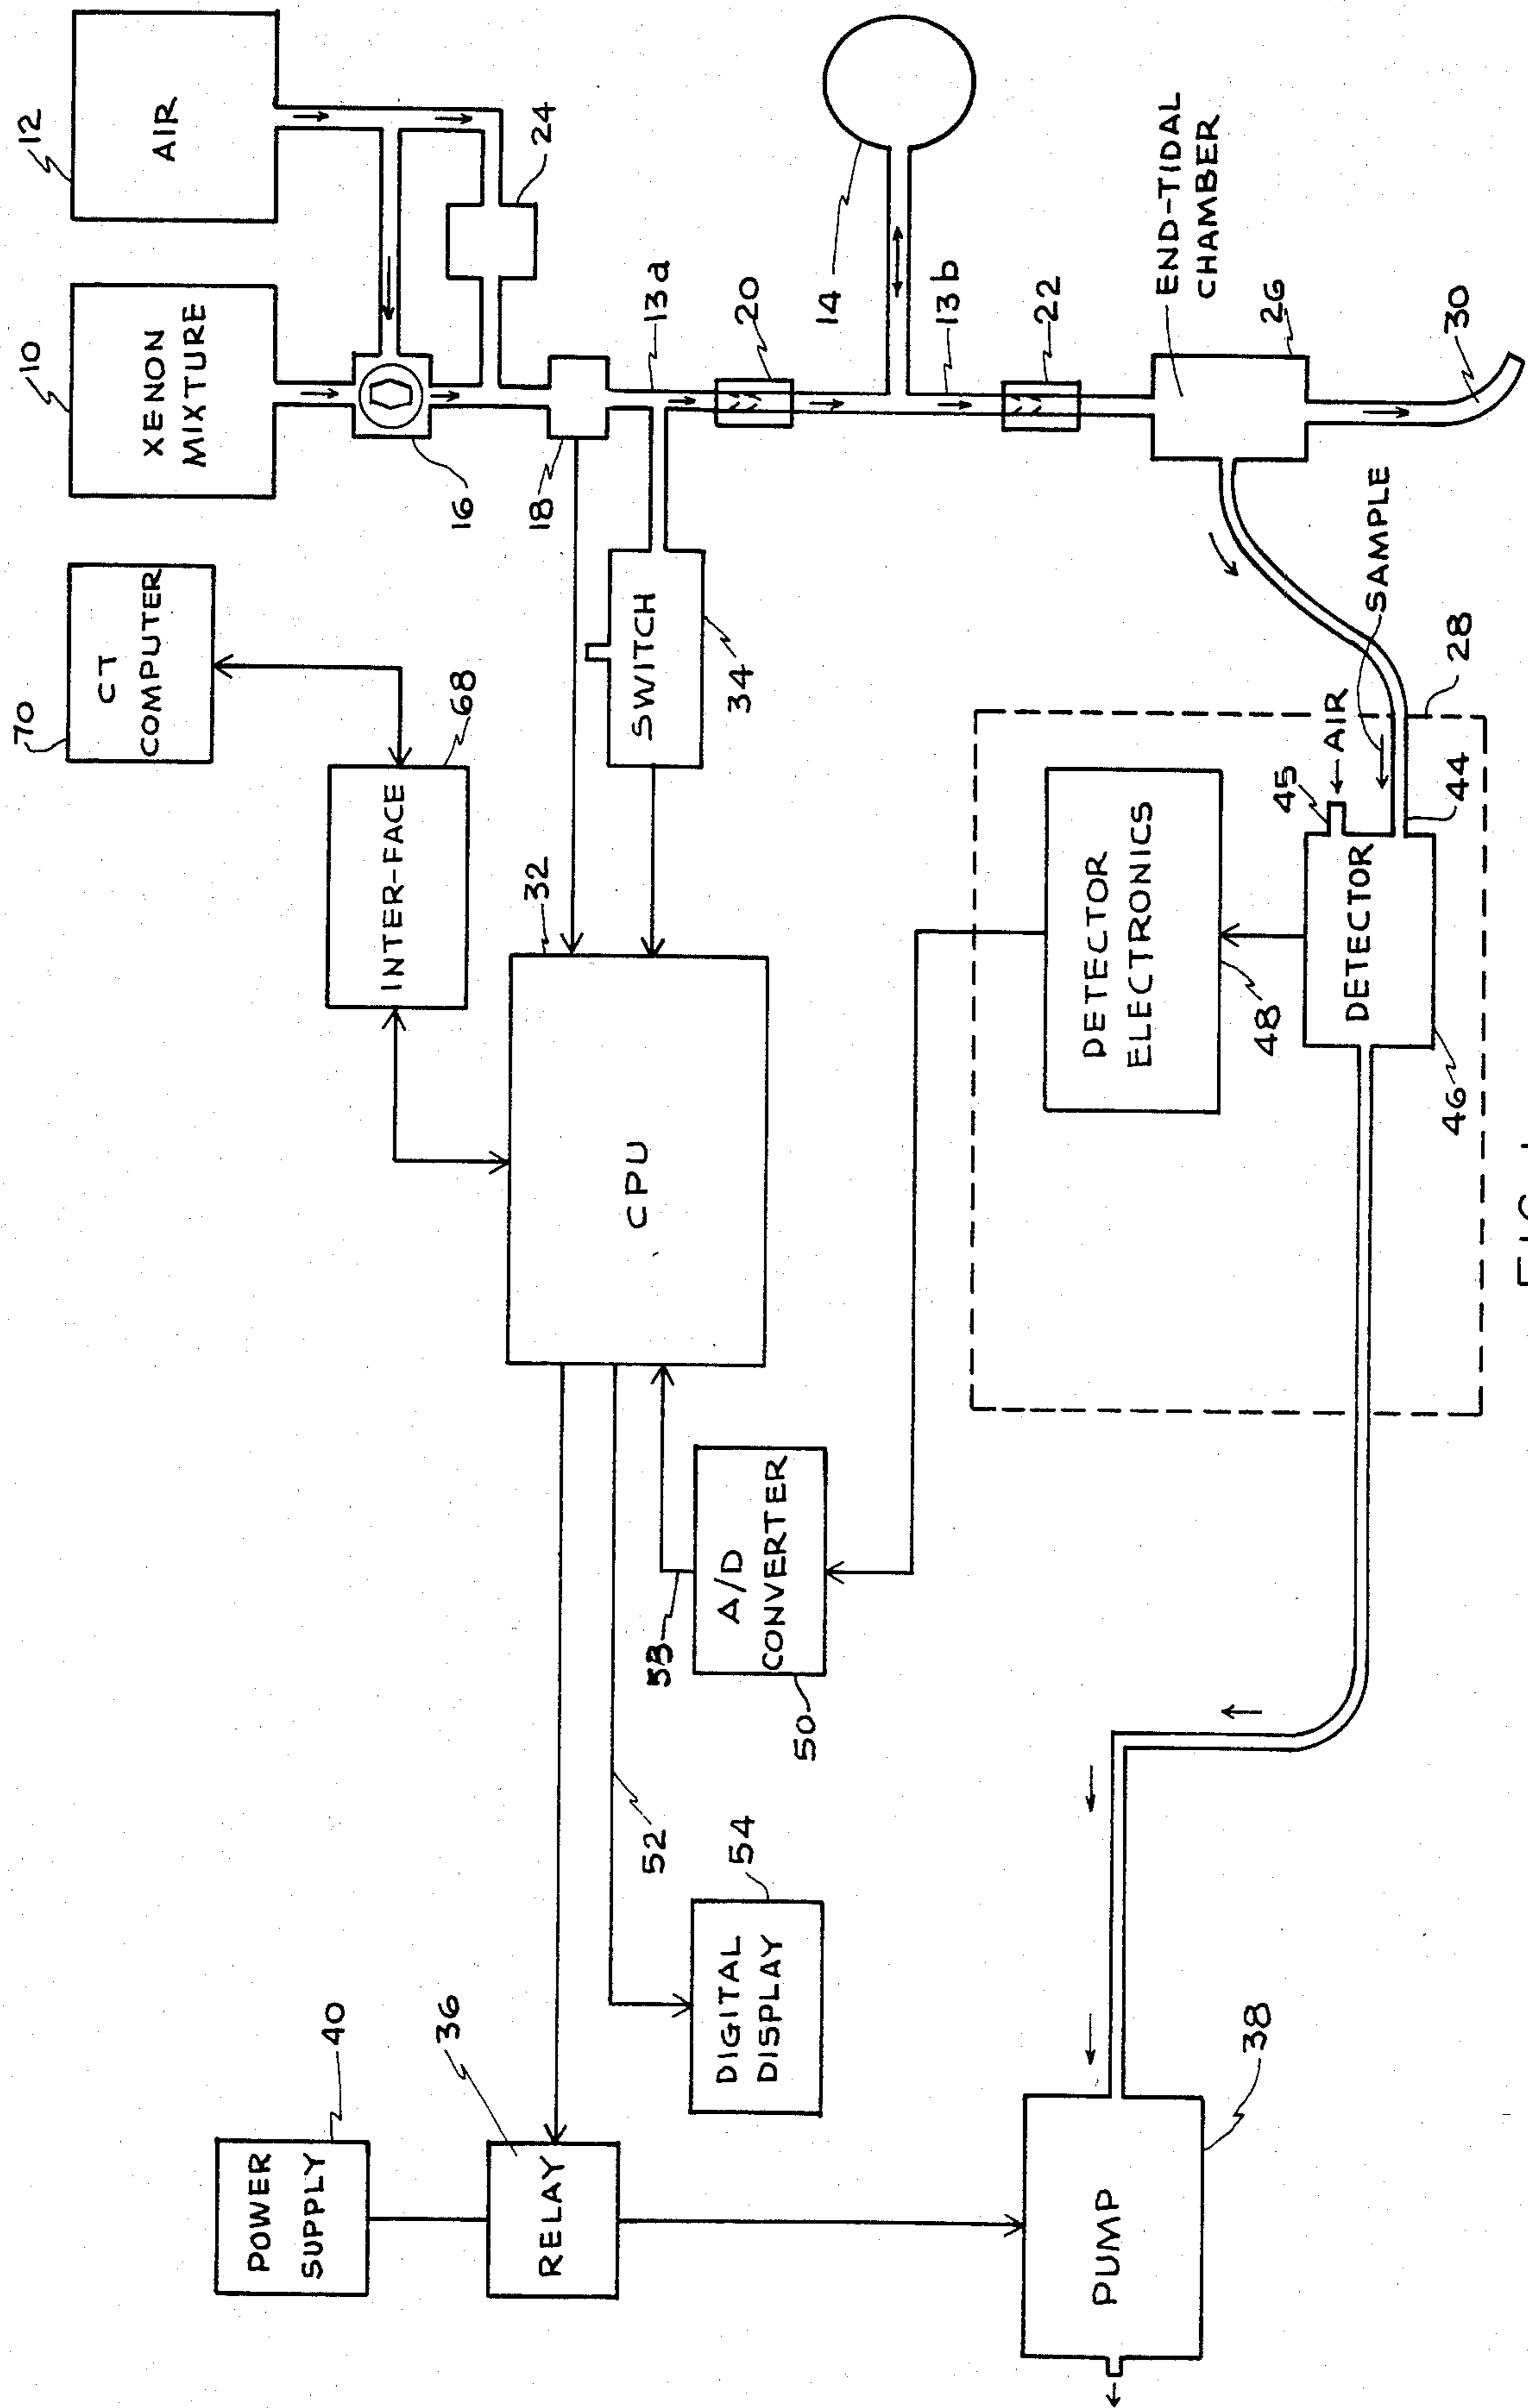 70
10
12
CT
COMPUTER
XENON
MIXTURE
AIR
40
POWER
SUPPLY
36
68
INTER-FACE
16
24
RELAY
32
18
13a
CPU
SWITCH
34
20
52
53
54
DIGITAL
DISPLAY
50
A/D
CONVERTER
14
13b
22
PUMP
38
DETECTOR
ELECTRONICS
48
END-TIDAL
CHAMBER
26
45
AIR
SAMPLE
DETECTOR
46
44
28
30